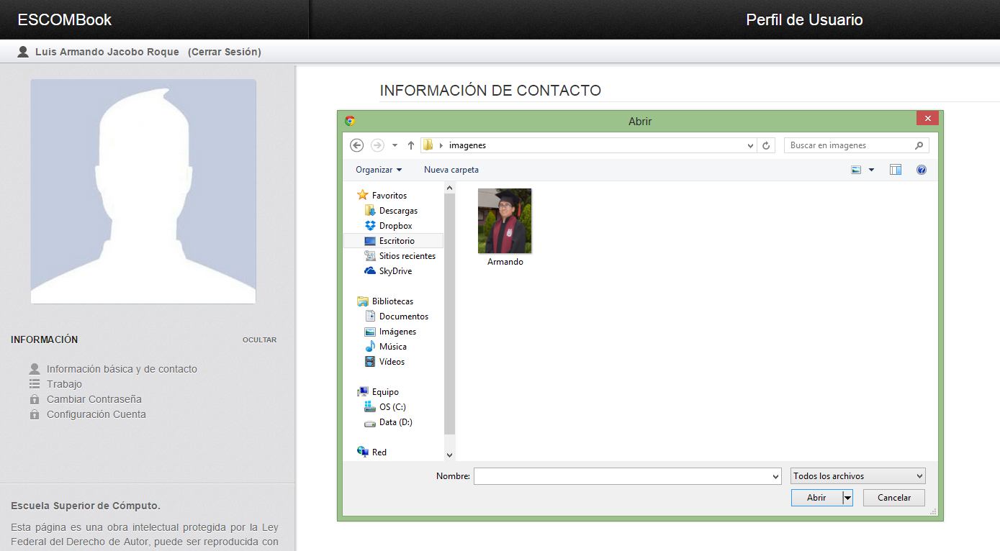 ESCOMBook
Perfil de Usuario
Luis Armando Jacobo Roque (Cerrar Sesión)
INFORMACIÓN DE CONTACTO
Abrir
imagenes
Buscar en imagenes
Organizar
Nueva carpeta
Favoritos
Descargas
Dropbox
Escritorio
Sitios recientes
SkyDrive
Bibliotecas
Documentos
Imágenes
Música
Vídeos
Equipo
OS (C:)
Data (D:)
Red
Armando
Nombre:
Todos los archivos
Abrir
Cancelar
INFORMACIÓN
OCULTAR
Información básica y de contacto
Trabajo
Cambiar Contraseña
Configuración Cuenta
Escuela Superior de Cómputo.
Esta página es una obra intelectual protegida por la Ley
Federal del Derecho de Autor, puede ser reproducida con